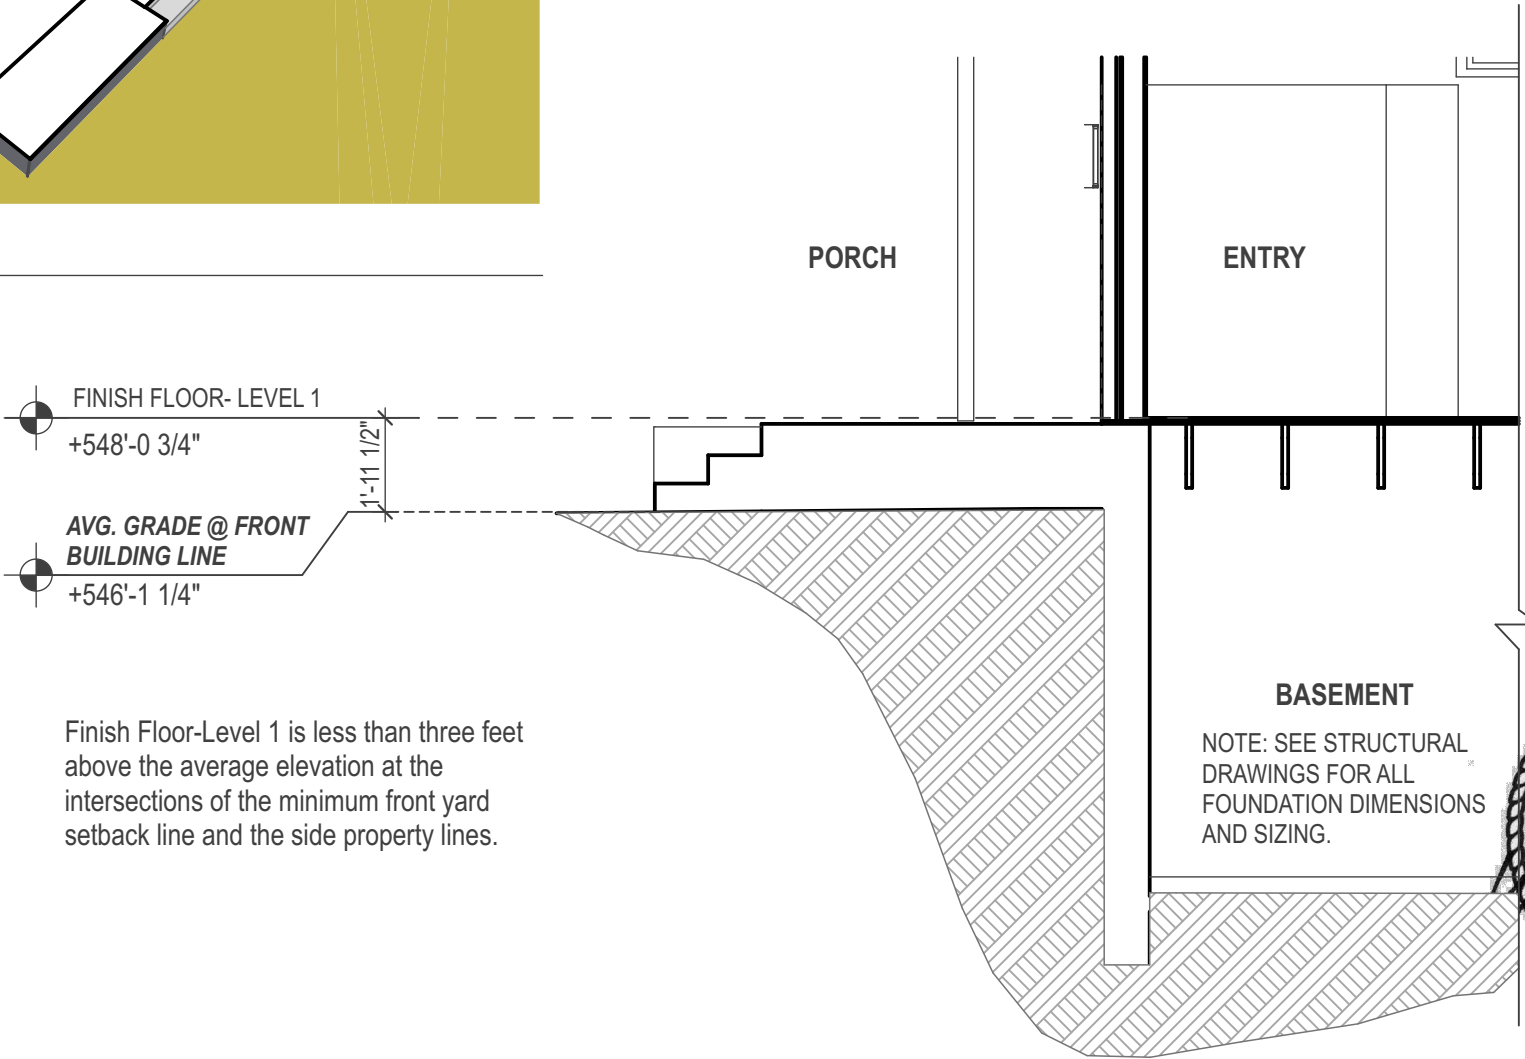 PORCH
ENTRY
FINISH FLOOR- LEVEL 1
+548'-0 3/4"
1'-11 1/2"
AVG. GRADE @ FRONT
BUILDING LINE
+546'-1 1/4"
Finish Floor-Level 1 is less than three feet
above the average elevation at the
intersections of the minimum front yard
setback line and the side property lines.
BASEMENT
NOTE: SEE STRUCTURAL
DRAWINGS FOR ALL
FOUNDATION DIMENSIONS
AND SIZING.